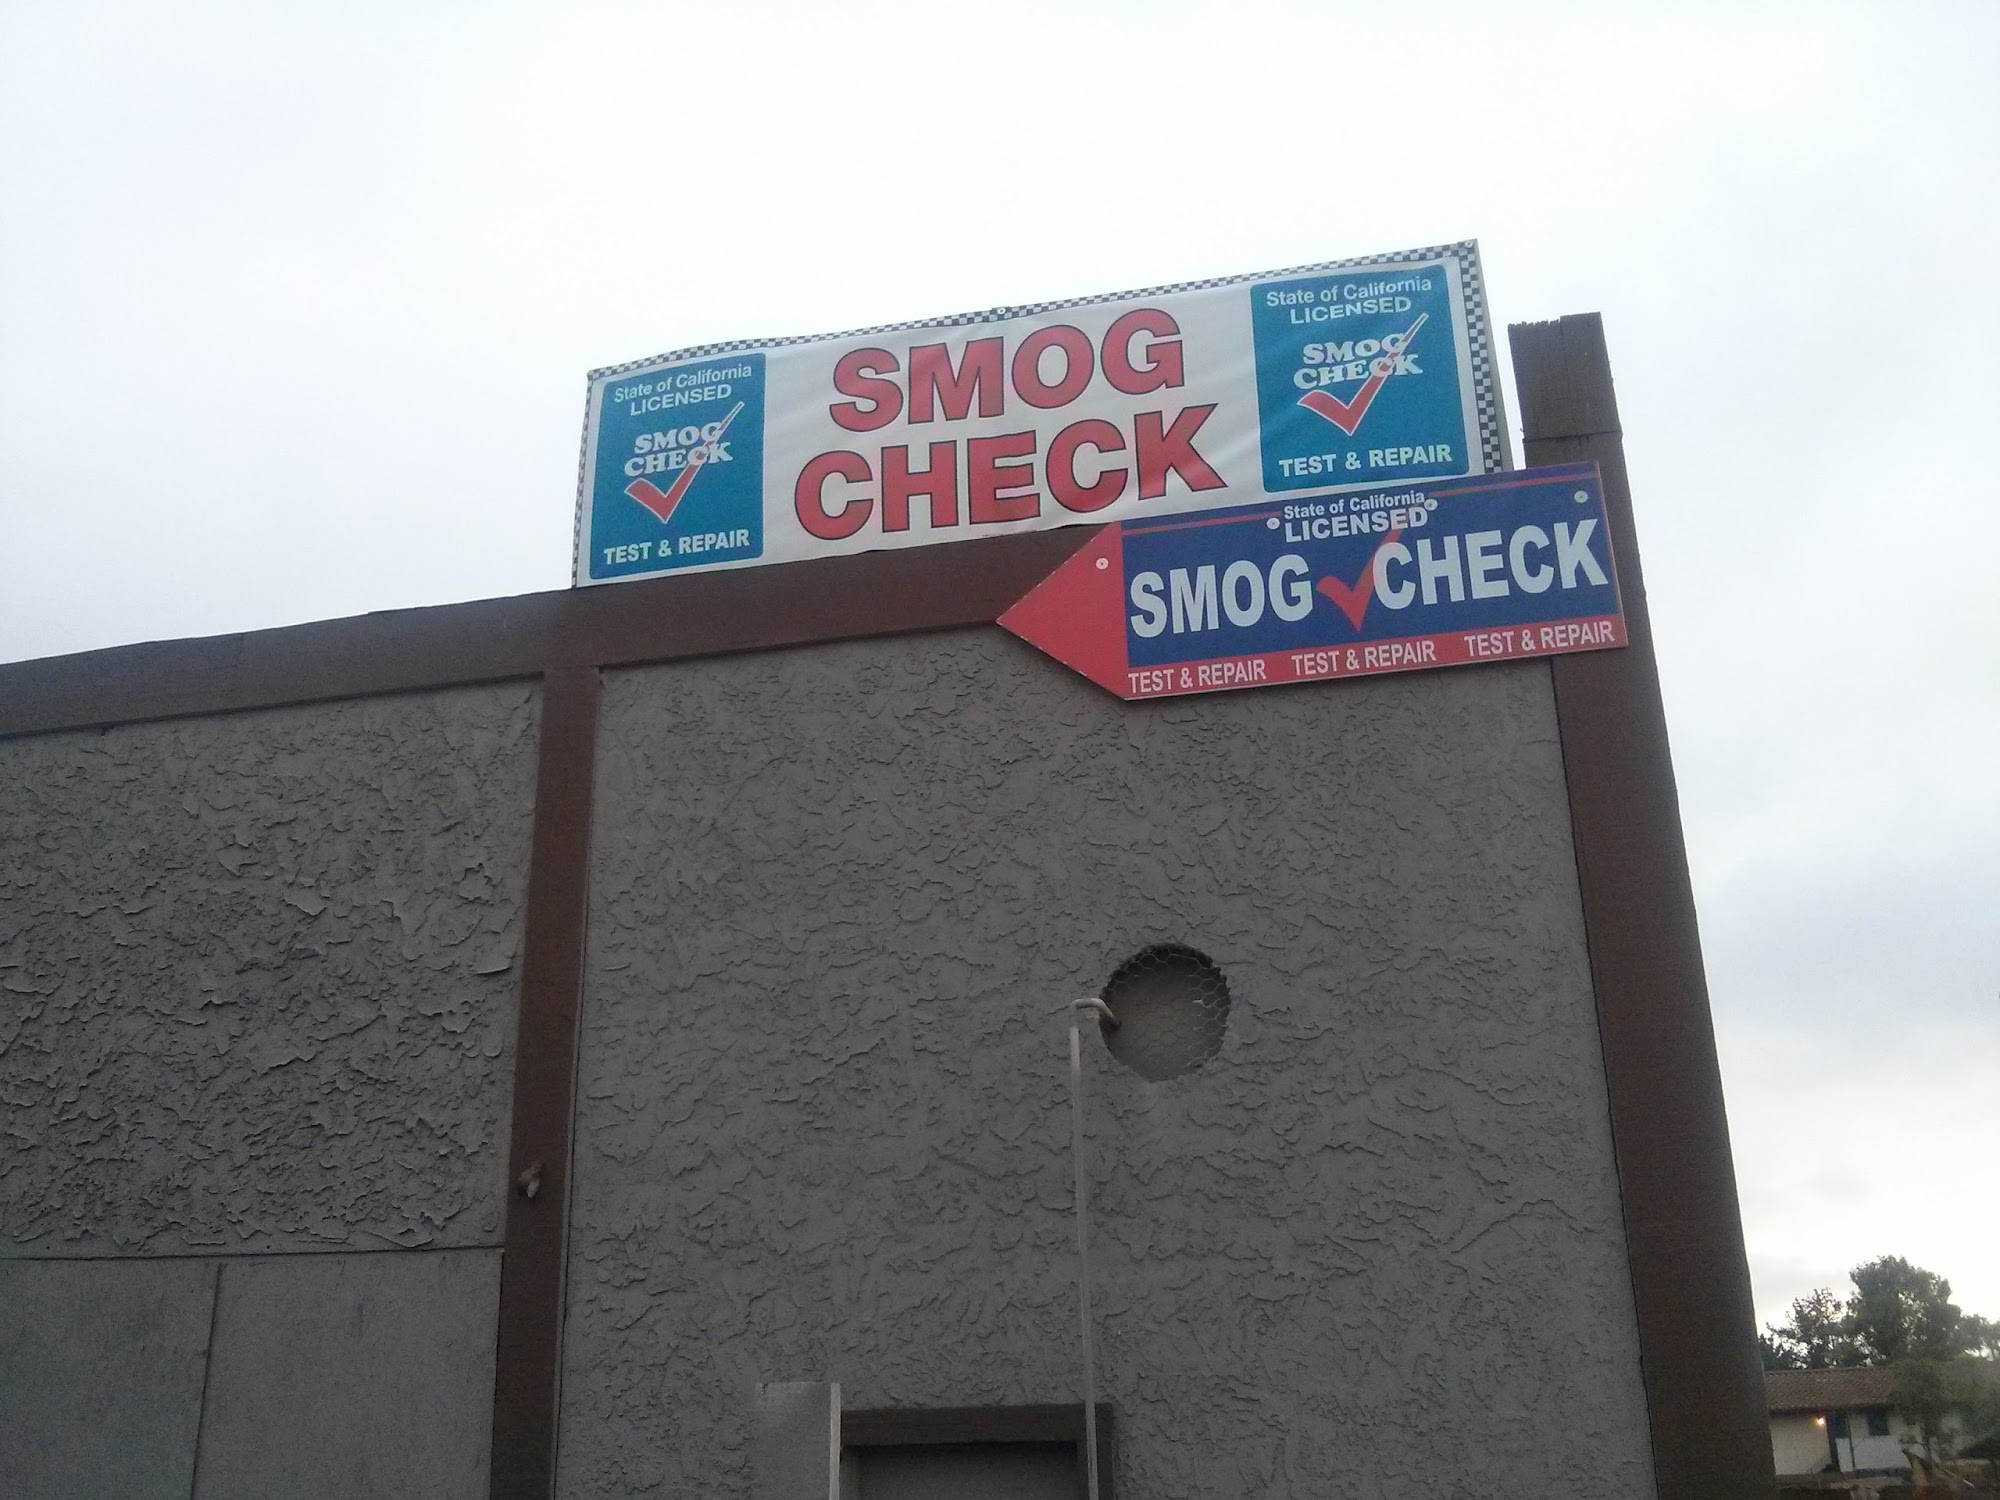 State of California
LICENSED
SMOG
CHECK
TEST & REPAIR
SMOG
CHECK
State of California
LICENSED
SMOG
CHECK
TEST & REPAIR
State of California
LICENSED
SMOG CHECK
TEST & REPAIR TEST & REPAIR TEST & REPAIR